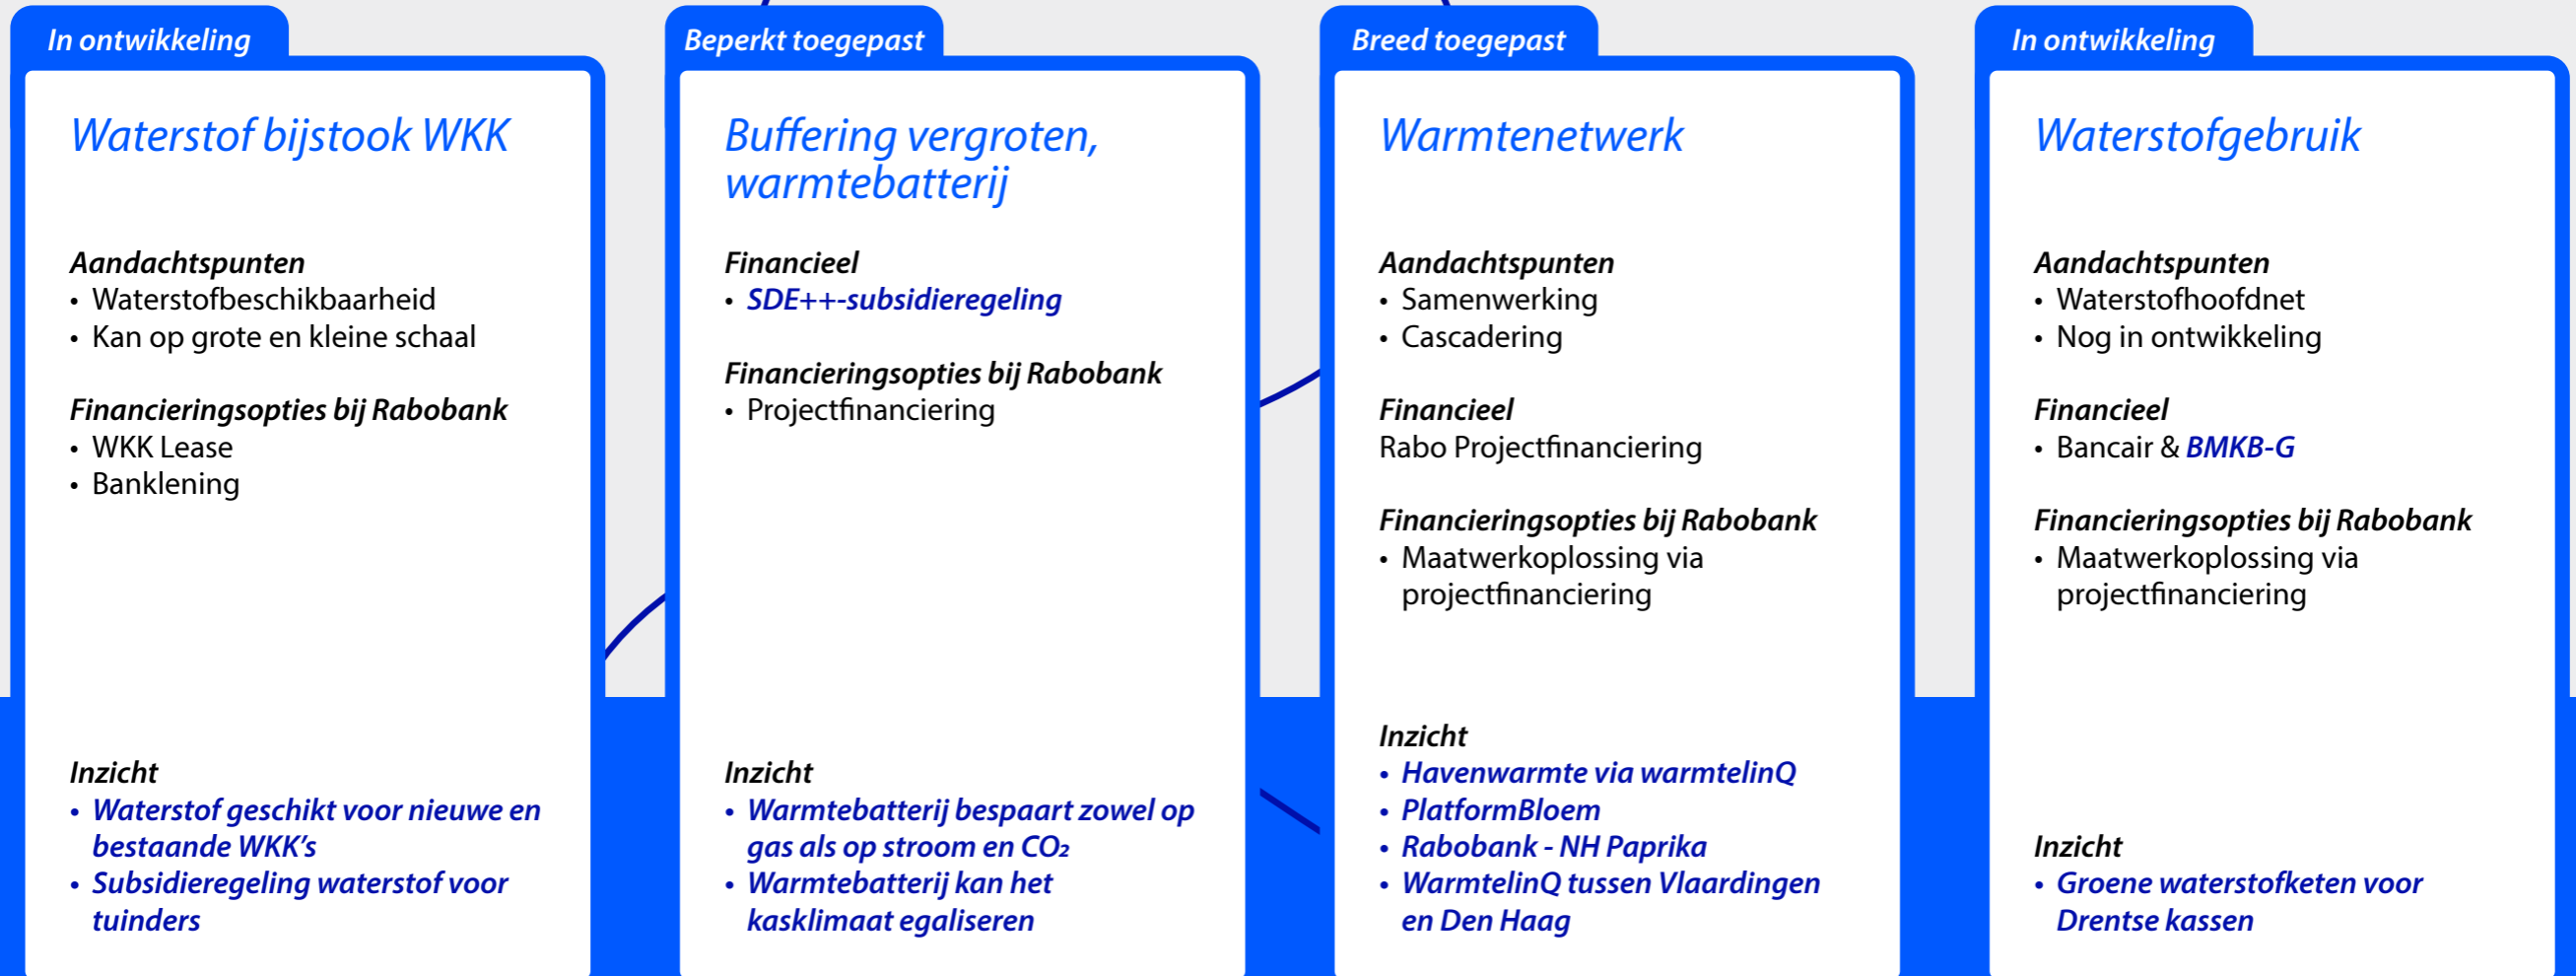 In ontwikkeling
Waterstof bijstook WKK
Aandachtspunten
• Waterstofbeschikbaarheid
• Kan op grote en kleine schaal
Financieringsopties bij Rabobank
• WKK Lease
• Banklening
Inzicht
• Waterstof geschikt voor nieuwe en
bestaande WKK's
• Subsidieregeling waterstof voor
tuinders
Beperkt toegepast
Buffering vergroten,
warmtebatterij
Financieel
• SDE++-subsidieregeling
Financieringsopties bij Rabobank
• Projectfinanciering
Inzicht
• Warmtebatterij bespaart zowel op
gas als op stroom en CO₂
• Warmtebatterij kan het
kasklimaat egaliseren
Breed toegepast
Warmtenetwerk
Aandachtspunten
• Samenwerking
• Cascadering
Financieel
Rabo Projectfinanciering
Financieringsopties bij Rabobank
• Maatwerkoplossing via
projectfinanciering
Inzicht
• Havenwarmte via warmtelinQ
• PlatformBloem
• Rabobank - NH Paprika
• WarmtelinQ tussen Vlaardingen
en Den Haag
In ontwikkeling
Waterstofgebruik
Aandachtspunten
• Waterstofhoofdnet
• Nog in ontwikkeling
Financieel
• Bancair & BMKB-G
Financieringsopties bij Rabobank
• Maatwerkoplossing via
projectfinanciering
Inzicht
• Groene waterstofketen voor
Drentse kassen